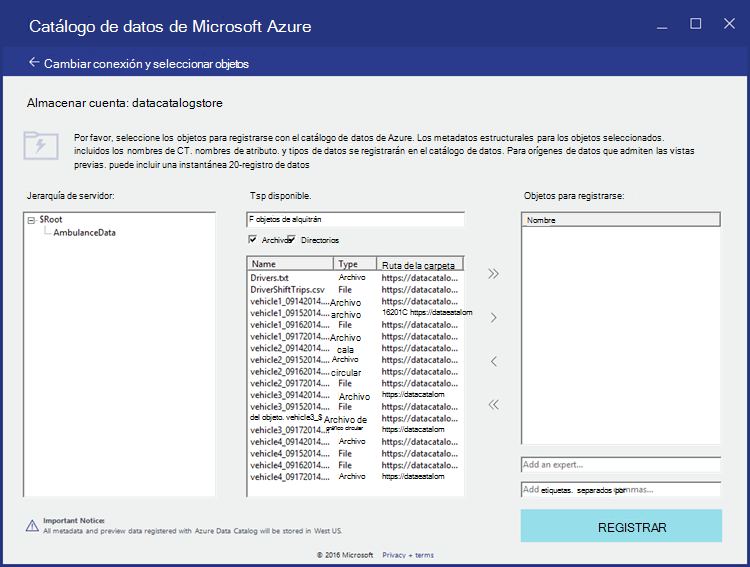 Catálogo de datos de Microsoft Azure
← Cambiar conexión y seleccionar objetos
Almacenar cuenta: datacatalogstore
Por favor, seleccione los objetos para registrarse con el catálogo de datos de Azure. Los metadatos estructurales para los objetos seleccionados.
incluidos los nombres de CT. nombres de atributo. y tipos de datos se registrarán en el catálogo de datos. Para orígenes de datos que admiten las vistas
previas. puede incluir una instantánea 20-registro de datos
Jerarquía de servidor:
$Root
AmbulanceData
Tsp disponible.
F objetos de alquitrán
Archivos Directorios
Name Type Ruta de la carpeta
Drivers.txt Archivo https://datacatalo...
DriverShiftTrips.csv File https://datacatalo...
vehicle1_09142014.... Archivo https://datacatalo...
vehicle1_09152014.... archivo 16201C https://dataeatalom
vehicle1_09162014.... File https://datacatalo...
vehicle1_09172014.... Archivo https://datacatalo...
vehicle2_09142014.... cala https://datacatalo...
vehicle2_09152014.... Archivo https://datacatalo...
vehicle2_09162014.... circular https://datacatalo...
vehicle2_09172014.... File https://datacatalo...
vehicle3_09142014.... Archivo https://datacatalom
vehicle3_09152014.... File https://datacatalo...
del objeto. vehicle3_$ Archivo de https://datacatalom
vehicle3_09172014.... gráfico circular https://datacatalom
vehicle4_09142014.... Archivo https://datacatalo...
vehicle4_09152014.... File https://datacatalo...
vehicle4_09162014.... File https://datacatalo...
vehicle4_09172014.... Archivo https://dataeatalom
Objetos para registrarse:
Nombre
Add an expert...
Add etiquetas. separados por commas...
REGISTRAR
Important Notice:
All metadata and preview data registered with Azure Data Catalog will be stored in West US.
© 2016 Microsoft Privacy + terms